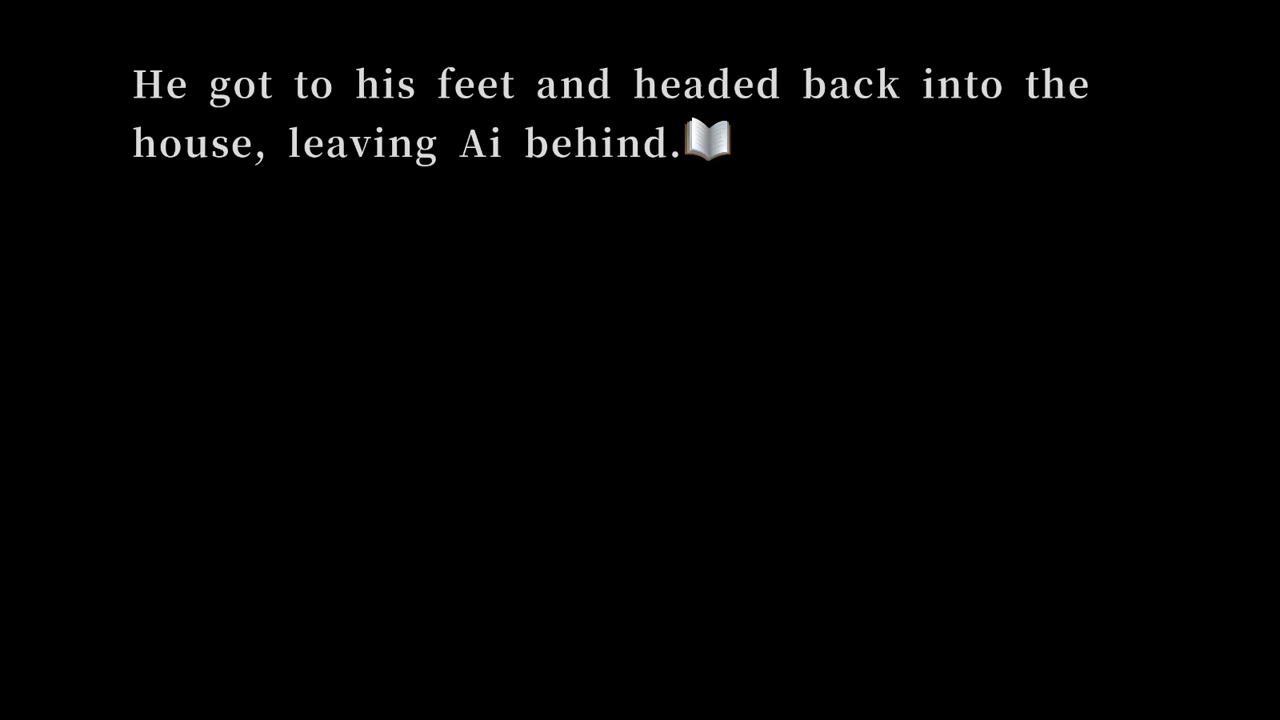 He got to his feet and headed back into the
house, leaving Ai behind.